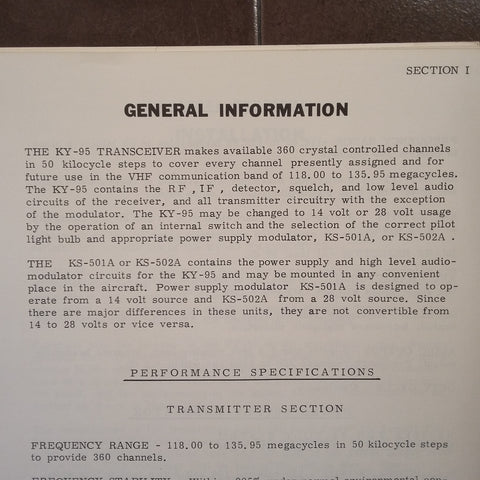 SECTION I
GENERAL INFORMATION
THE KY-95 TRANSCEIVER makes available 360 crystal controlled channels
in 50 kilocycle steps to cover every channel presently assigned and for
future use in the VHF communication band of 118.00 to 135.95 megacycles.
The KY-95 contains the RF, IF, detector, squelch, and low level audio
circuits of the receiver, and all transmitter circuitry with the exception
of the modulator. The KY-95 may be changed to 14 volt or 28 volt usage
by the operation of an internal switch and the selection of the correct pilot
light bulb and appropriate power supply modulator, KS-501A, or KS-502A .
THE KS-501A or KS-502A contains the power supply and high level audio-
modulator circuits for the KY-95 and may be mounted in any convenient
place in the aircraft. Power supply modulator KS-501A is designed to op-
erate from a 14 volt source and KS-502A from a 28 volt source. Since
there are major differences in these units, they are not convertible from
14 to 28 volts or vice versa.
PERFORMANCE SPECIFICATIONS
TRANSMITTER SECTION
FREQUENCY RANGE - 118.00 to 135.95 megacycles in 50 kilocycle steps
to provide 360 channels.
FREQUENCY STABILITY - Within .005% under normal environmental con-